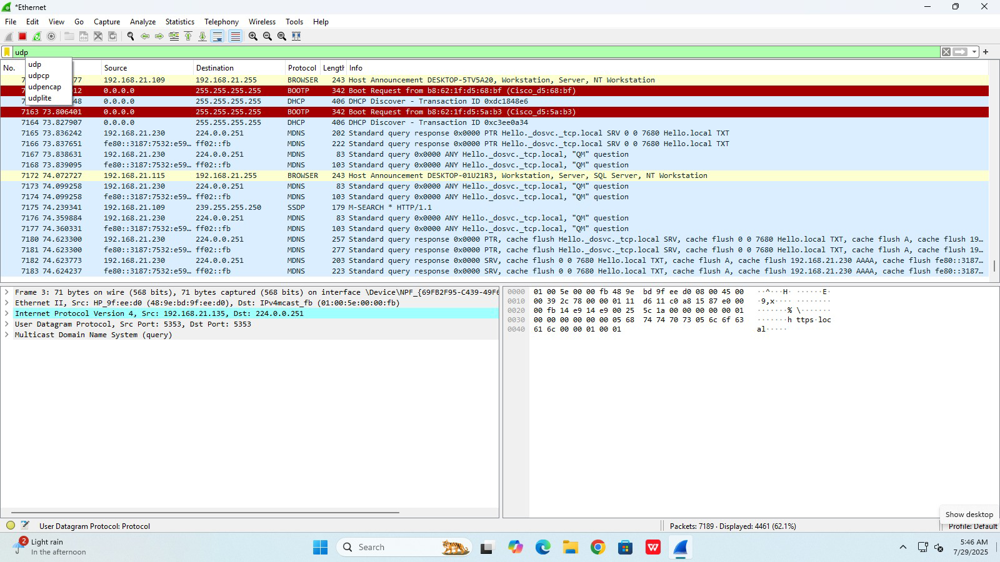 *Ethernet
File Edit View Go Capture Analyze Statistics Telephony Wireless Tools Help
udp
udp
udpcp
udpencap
udplite
No. Source Destination Protocol Length Info
7 77 192.168.21.109 192.168.21.255 BROWSER 243 Host Announcement DESKTOP-5TV5A20, Workstation, Server, NT Workstation
7 12 0.0.0.0 255.255.255.255 BOOTP 342 Boot Request from b8:62:1f:d5:68:bf (Cisco_d5:68:bf)
7 48 0.0.0.0 255.255.255.255 DHCP 406 DHCP Discover - Transaction ID 0xdc1848e6
7163 73.806401 0.0.0.0 255.255.255.255 BOOTP 342 Boot Request from b8:62:1f:d5:5a:b3 (Cisco_d5:5a:b3)
7164 73.827907 0.0.0.0 255.255.255.255 DHCP 406 DHCP Discover - Transaction ID 0xc3ee0a34
7165 73.836242 192.168.21.230 224.0.0.251 MDNS 202 Standard query response 0x0000 PTR Hello._dosvc._tcp.local SRV 0 0 7680 Hello.local TXT
7166 73.837651 fe80::3187:7532:e59… ff02::fb MDNS 222 Standard query response 0x0000 PTR Hello._dosvc._tcp.local SRV 0 0 7680 Hello.local TXT
7167 73.838631 192.168.21.230 224.0.0.251 MDNS 83 Standard query 0x0000 ANY Hello._dosvc._tcp.local, "QM" question
7168 73.839095 fe80::3187:7532:e59… ff02::fb MDNS 103 Standard query 0x0000 ANY Hello._dosvc._tcp.local, "QM" question
7172 74.072727 192.168.21.115 192.168.21.255 BROWSER 243 Host Announcement DESKTOP-01U21R3, Workstation, Server, SQL Server, NT Workstation
7173 74.099258 192.168.21.230 224.0.0.251 MDNS 83 Standard query 0x0000 ANY Hello._dosvc._tcp.local, "QM" question
7174 74.099258 fe80::3187:7532:e59… ff02::fb MDNS 103 Standard query 0x0000 ANY Hello._dosvc._tcp.local, "QM" question
7175 74.239341 192.168.21.109 239.255.255.250 SSDP 179 M-SEARCH * HTTP/1.1
7176 74.359884 192.168.21.230 224.0.0.251 MDNS 83 Standard query 0x0000 ANY Hello._dosvc._tcp.local, "QM" question
7177 74.360331 fe80::3187:7532:e59… ff02::fb MDNS 103 Standard query 0x0000 ANY Hello._dosvc._tcp.local, "QM" question
7180 74.623300 192.168.21.230 224.0.0.251 MDNS 257 Standard query response 0x0000 PTR, cache flush Hello._dosvc._tcp.local SRV, cache flush 0 0 7680 Hello.local TXT, cache flush A, cache flush 19…
7181 74.623300 fe80::3187:7532:e59… ff02::fb MDNS 277 Standard query response 0x0000 PTR, cache flush Hello._dosvc._tcp.local SRV, cache flush 0 0 7680 Hello.local TXT, cache flush A, cache flush 19…
7182 74.623773 192.168.21.230 224.0.0.251 MDNS 203 Standard query response 0x0000 SRV, cache flush 0 0 7680 Hello.local TXT, cache flush A, cache flush 192.168.21.230 AAAA, cache flush fe80::3187…
7183 74.624237 fe80::3187:7532:e59… ff02::fb MDNS 223 Standard query response 0x0000 SRV, cache flush 0 0 7680 Hello.local TXT, cache flush A, cache flush 192.168.21.230 AAAA, cache flush fe80::3187…
Frame 3: 71 bytes on wire (568 bits), 71 bytes captured (568 bits) on interface \Device\NPF_{69FB2F95-C439-49F6
Ethernet II, Src: HP_9f:ee:d0 (48:9e:bd:9f:ee:d0), Dst: IPv4mcast_fb (01:00:5e:00:00:fb)
Internet Protocol Version 4, Src: 192.168.21.135, Dst: 224.0.0.251
User Datagram Protocol, Src Port: 5353, Dst Port: 5353
Multicast Domain Name System (query)
0000 01 00 5e 00 00 fb 48 9e bd 9f ee d0 08 00 45 00 ··^···H· ······E·
0010 00 39 2c 78 00 00 01 11 d6 11 c0 a8 15 87 e0 00 ·9,x···· ········
0020 00 fb 14 e9 14 e9 00 25 5c 1a 00 00 00 00 00 01 ·······% \·······
0030 00 00 00 00 00 00 05 68 74 74 70 73 05 6c 6f 63 ·······h ttps·loc
0040 61 6c 00 00 01 00 01 al·····
Show desktop
User Datagram Protocol: Protocol
Packets: 7189 · Displayed: 4461 (62.1%)
Profile: Default
2
Light rain
In the afternoon
Search
5:46 AM
7/29/2025